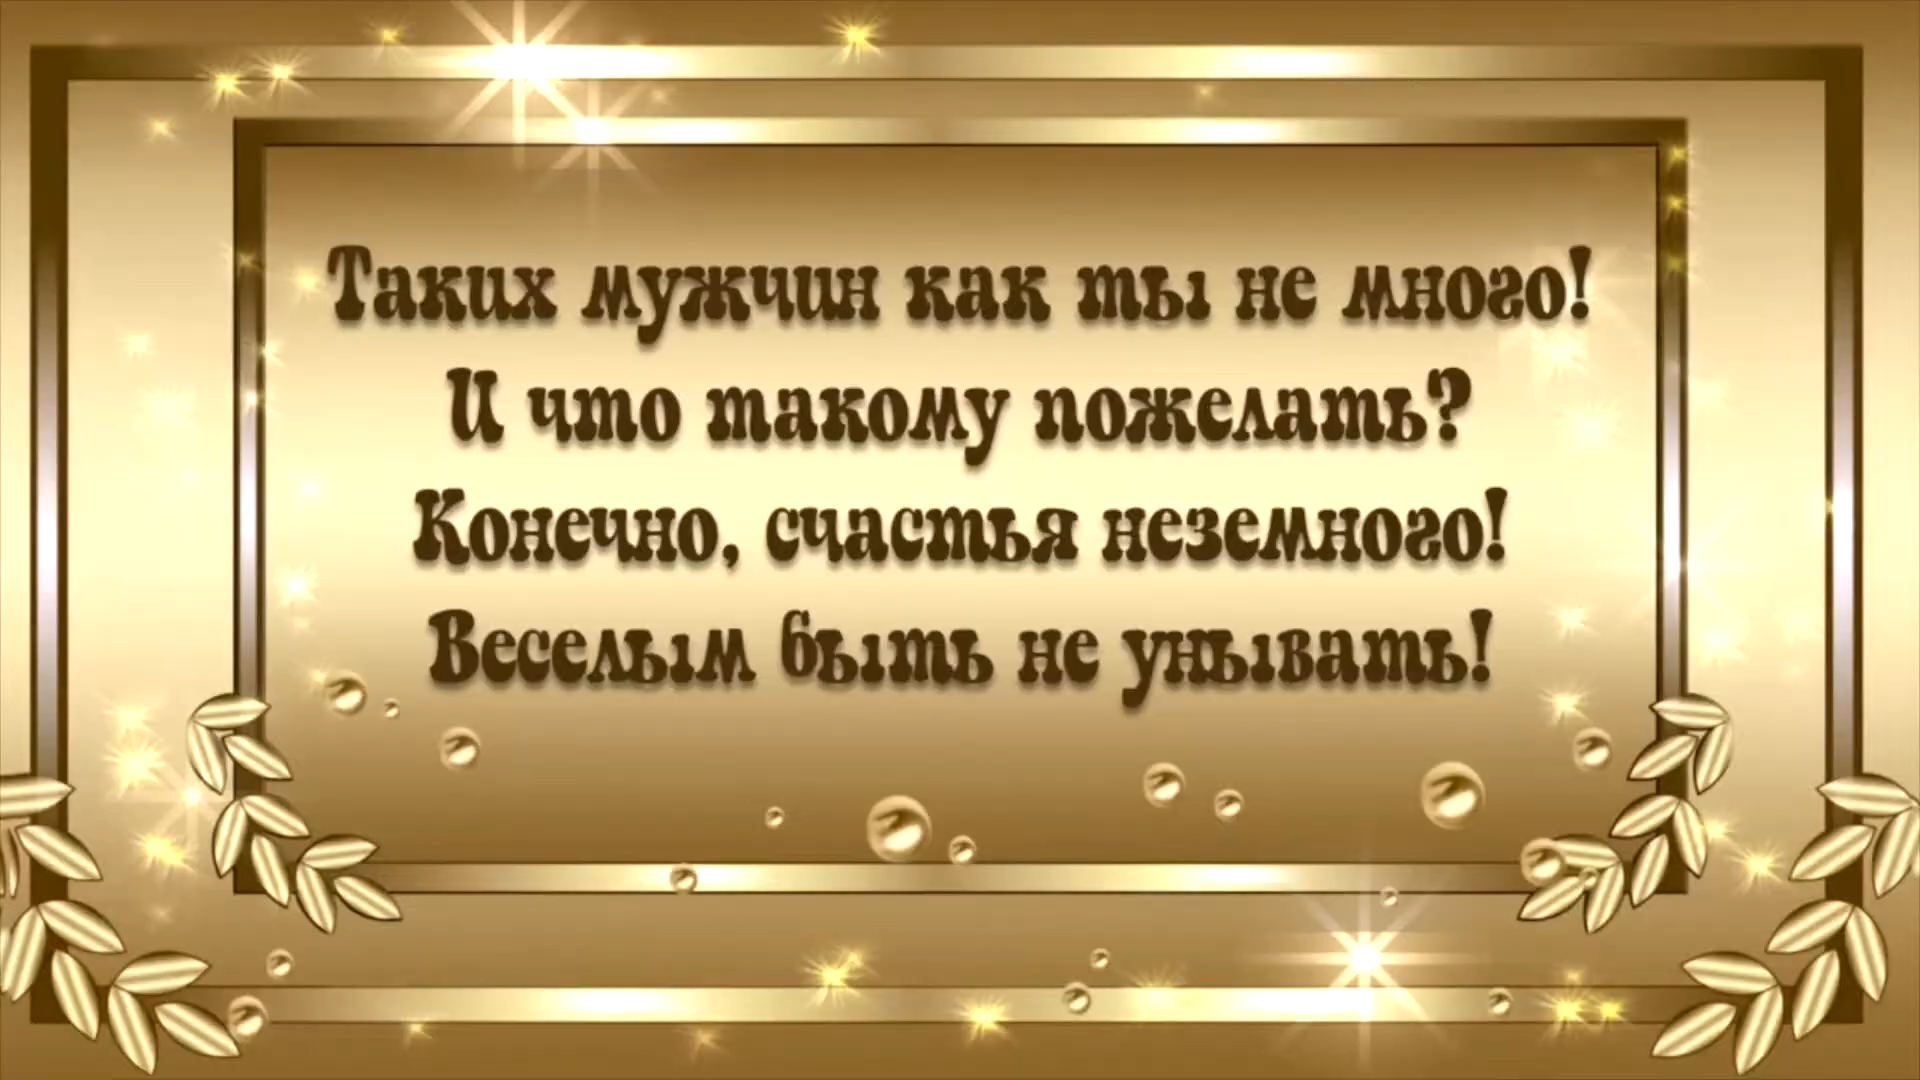 Таких мужчин как ты не много!
И что такому пожелать?
Конечно, счастья неземного!
Веселым быть не унывать!